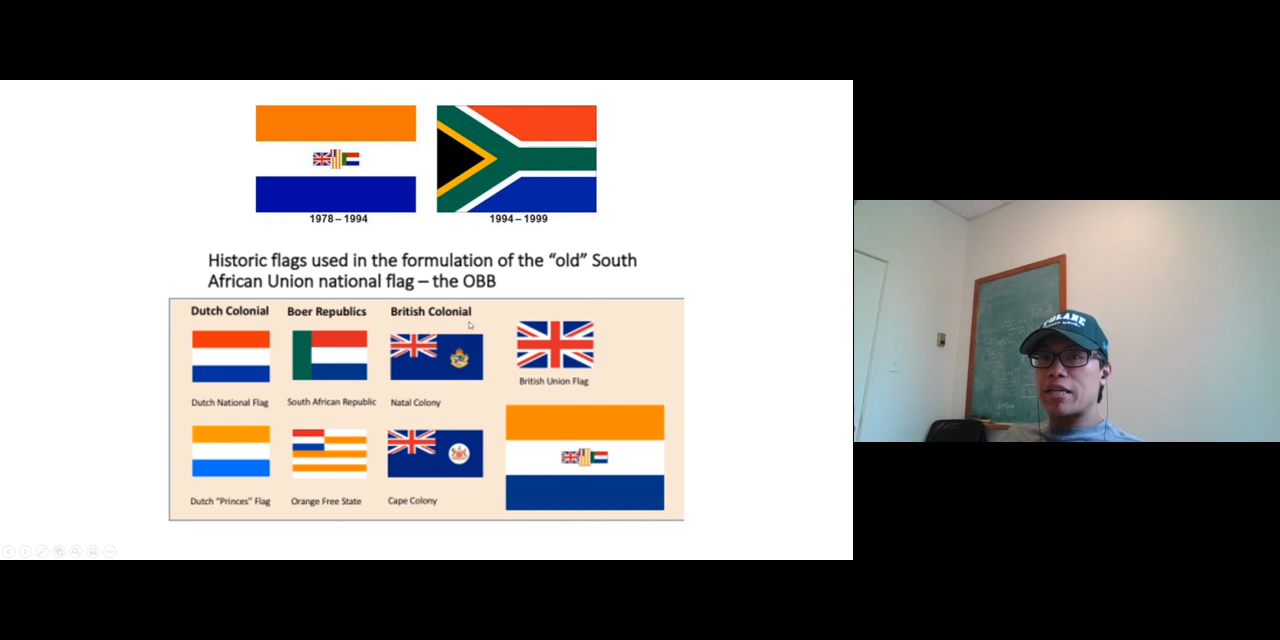 1978 – 1994
1994 – 1999
Historic flags used in the formulation of the “old” South
African Union national flag – the OBB
Dutch Colonial
Boer Republics
British Colonial
British Union Flag
Dutch National Flag
South African Republic
Natal Colony
Dutch “Princes” Flag
Orange Free State
Cape Colony